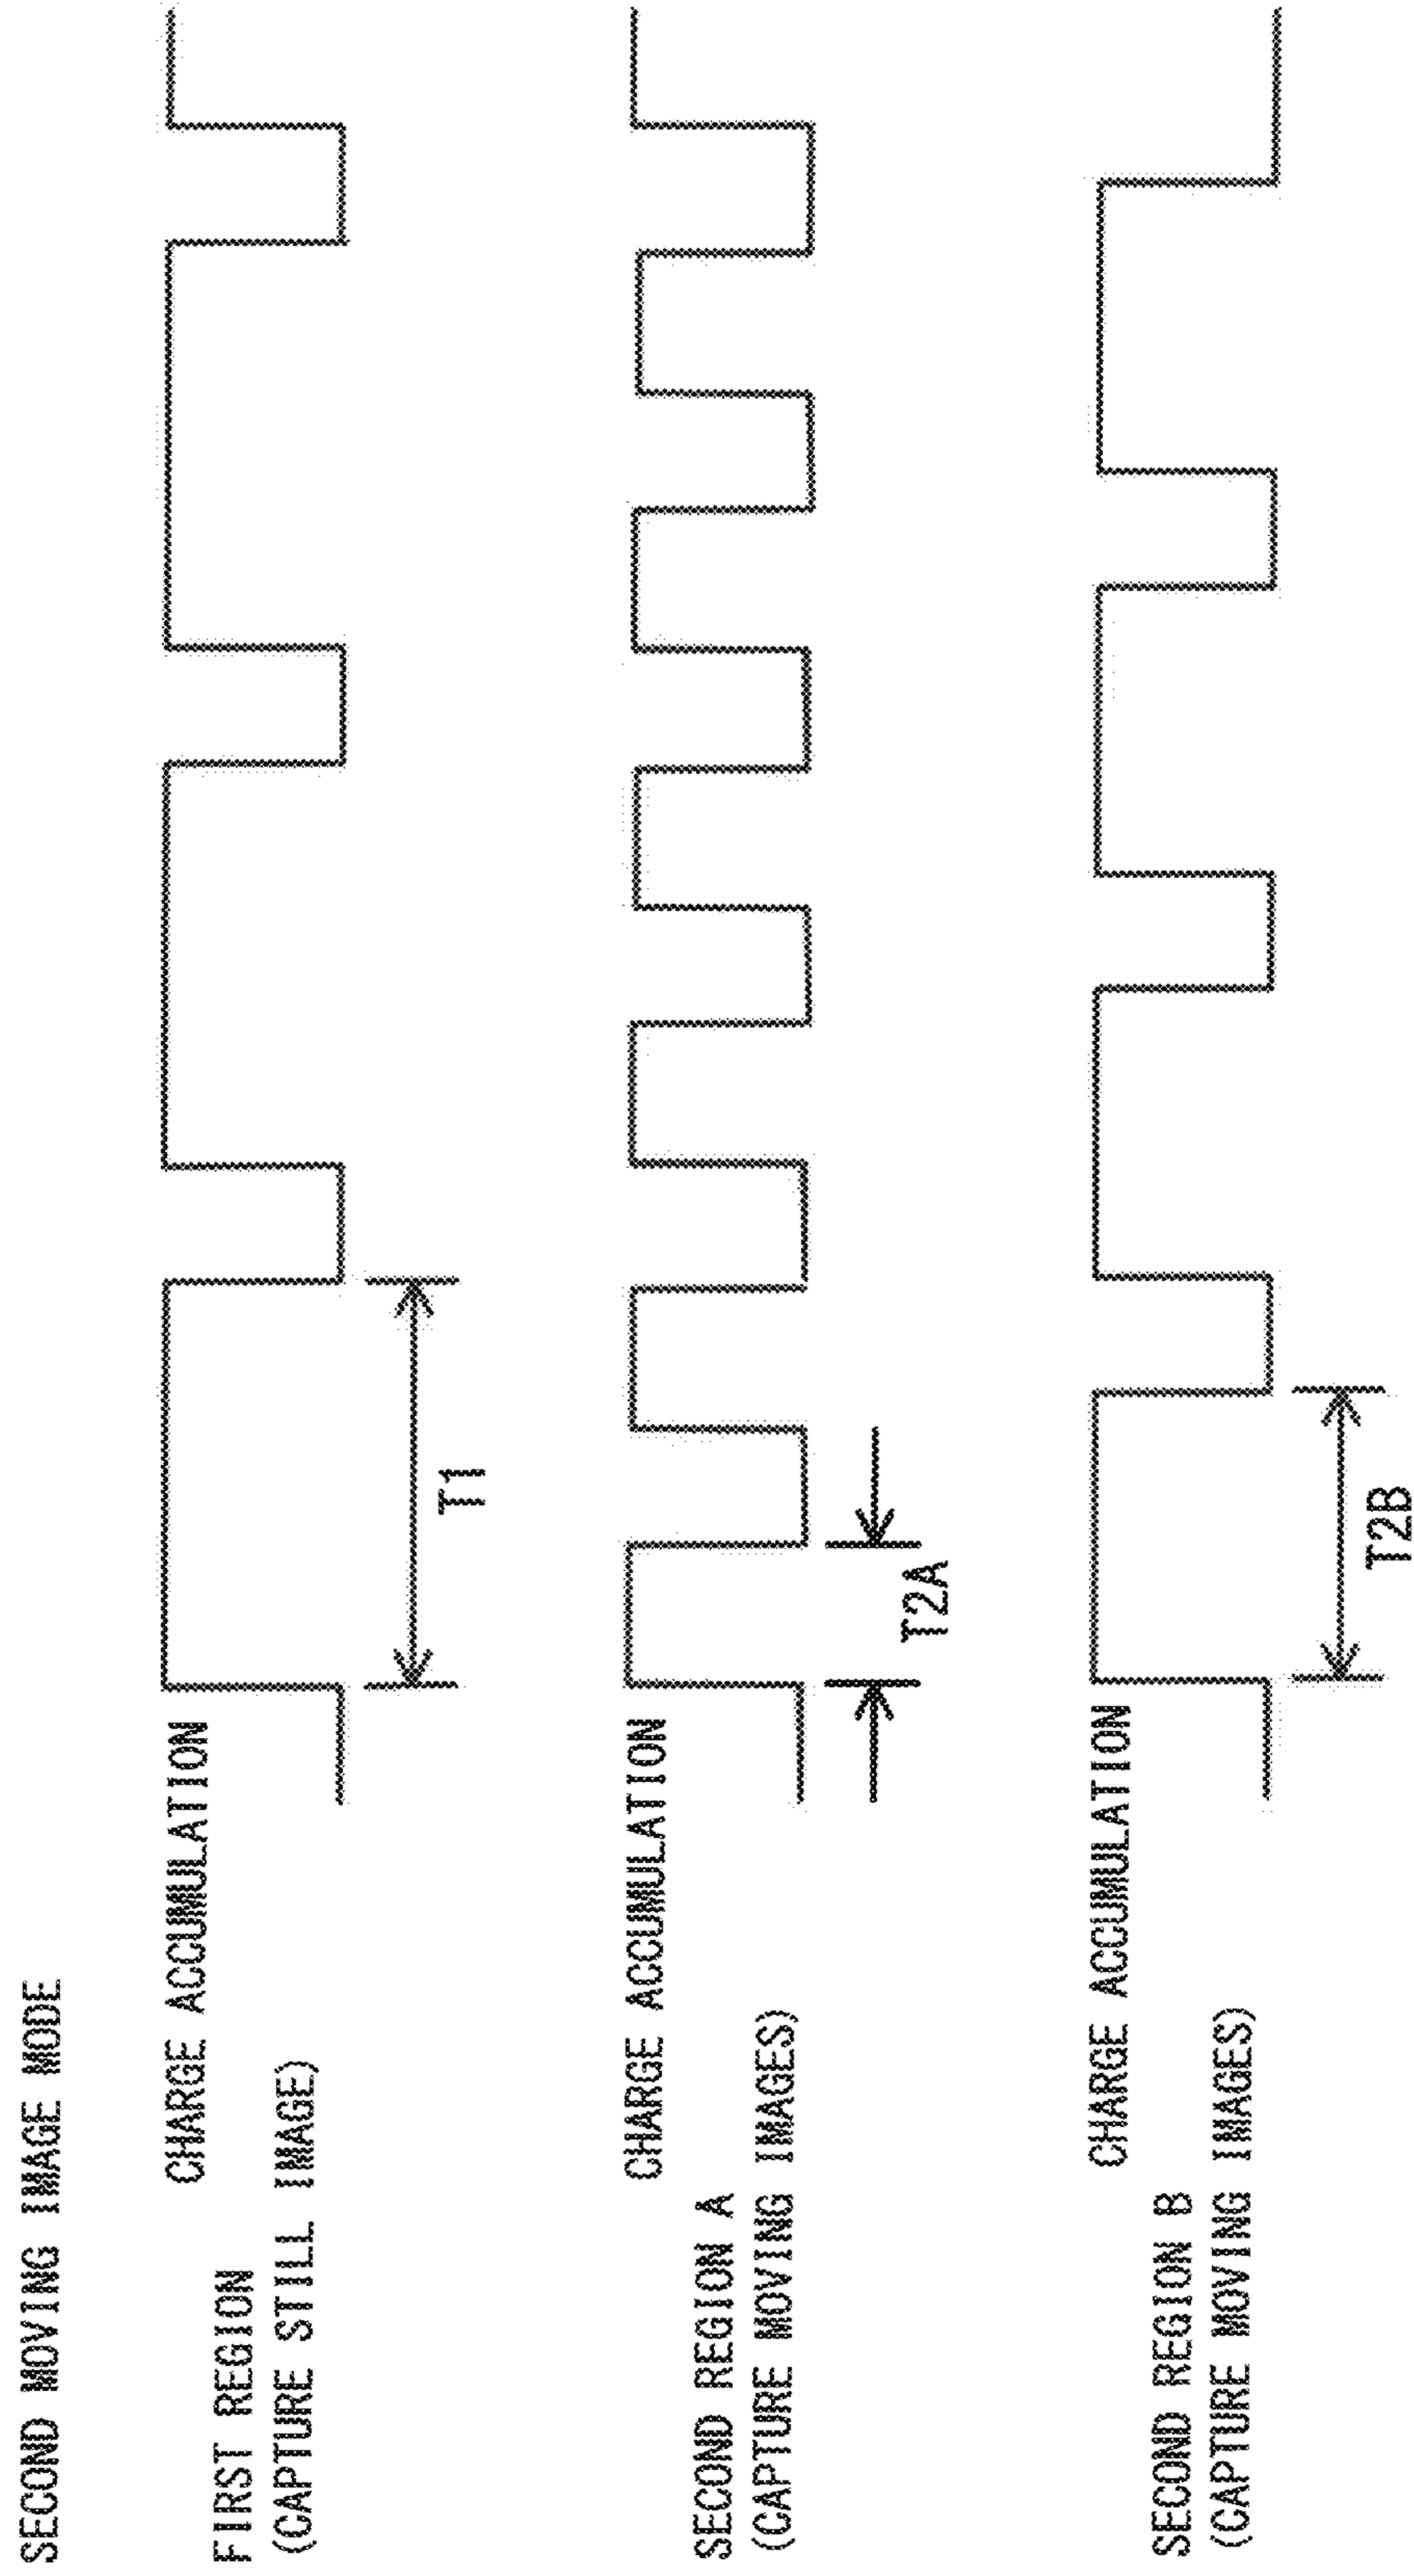 SECOND MOVING IMAGE MODE
CHARGE ACCUMULATION
FIRST REGION
(CAPTURE STILL IMAGE)
T1
CHARGE ACCUMULATION
SECOND REGION A
(CAPTURE MOVING IMAGES)
T2A
CHARGE ACCUMULATION
SECOND REGION B
(CAPTURE MOVING IMAGES)
T2B